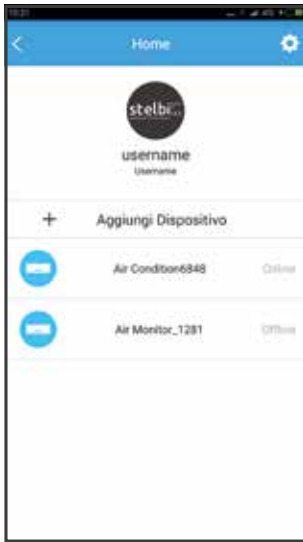 Home
stelbi
username
Username
+ Aggiungi Dispositivo
Air Condition6848 Online
Air Monitor_1281 Offline